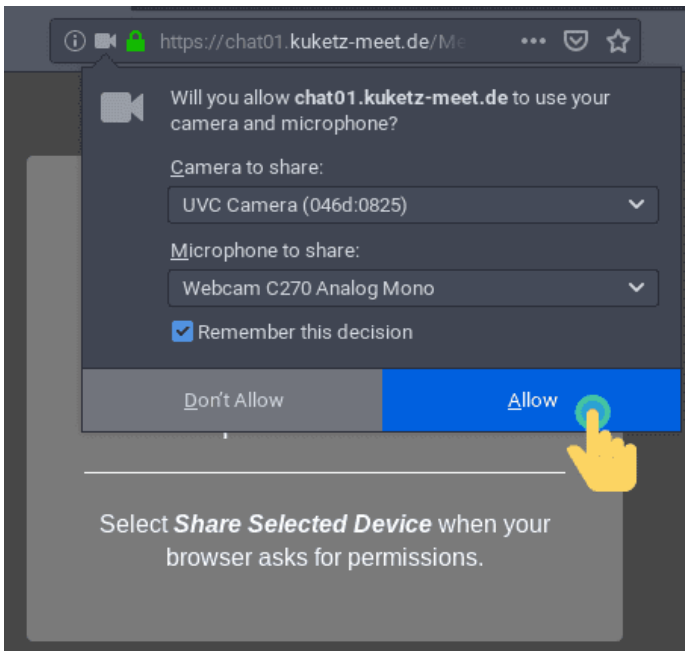 https://chat01.kuketz-meet.de/Me
Will you allow chat01.kuketz-meet.de to use your
camera and microphone?
Camera to share:
UVC Camera (046d:0825)
Microphone to share:
Webcam C270 Analog Mono
Remember this decision
Don't Allow
Allow
Select Share Selected Device when your
browser asks for permissions.